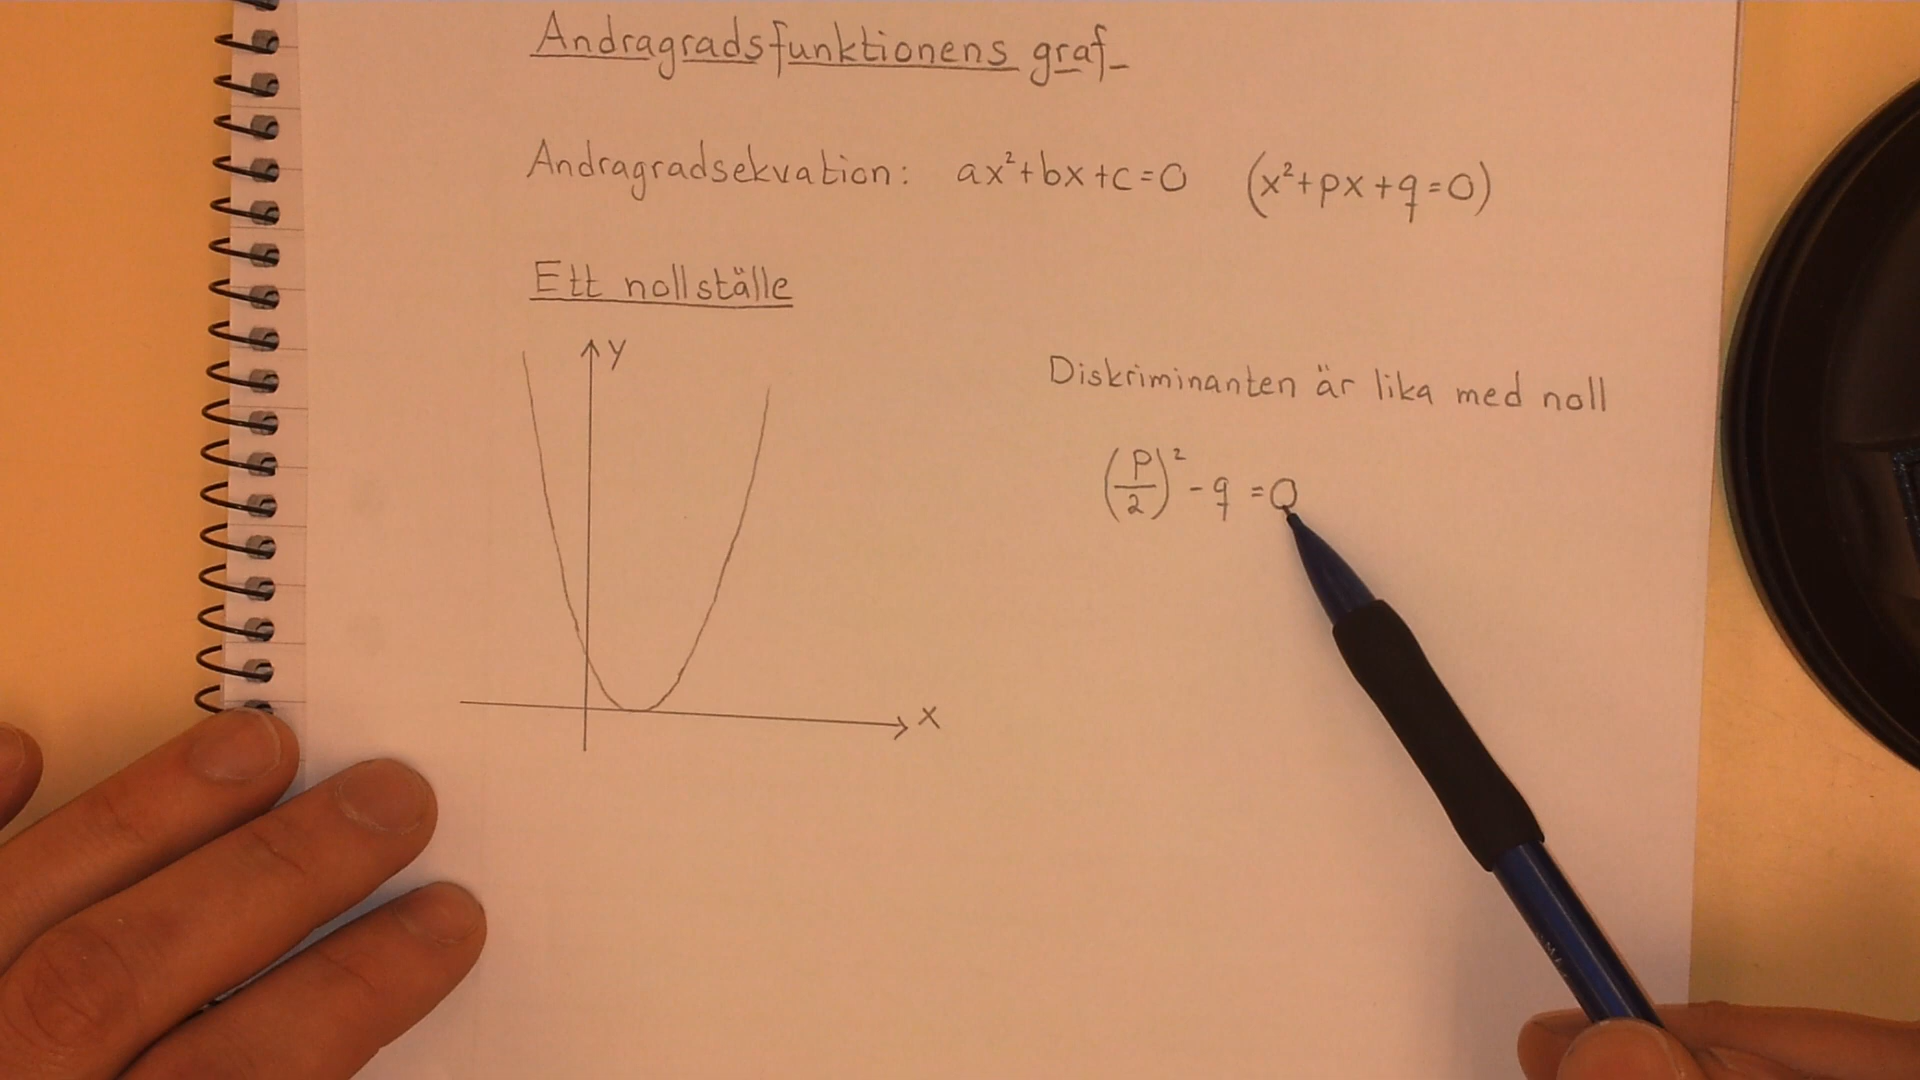 Andragradsfunktionens graf
Andragradsekvation: ax²+bx+c=0 (x²+px+q=0)
Ett nollställe
y
Diskriminanten är lika med noll
(p/2)² - q = 0
x